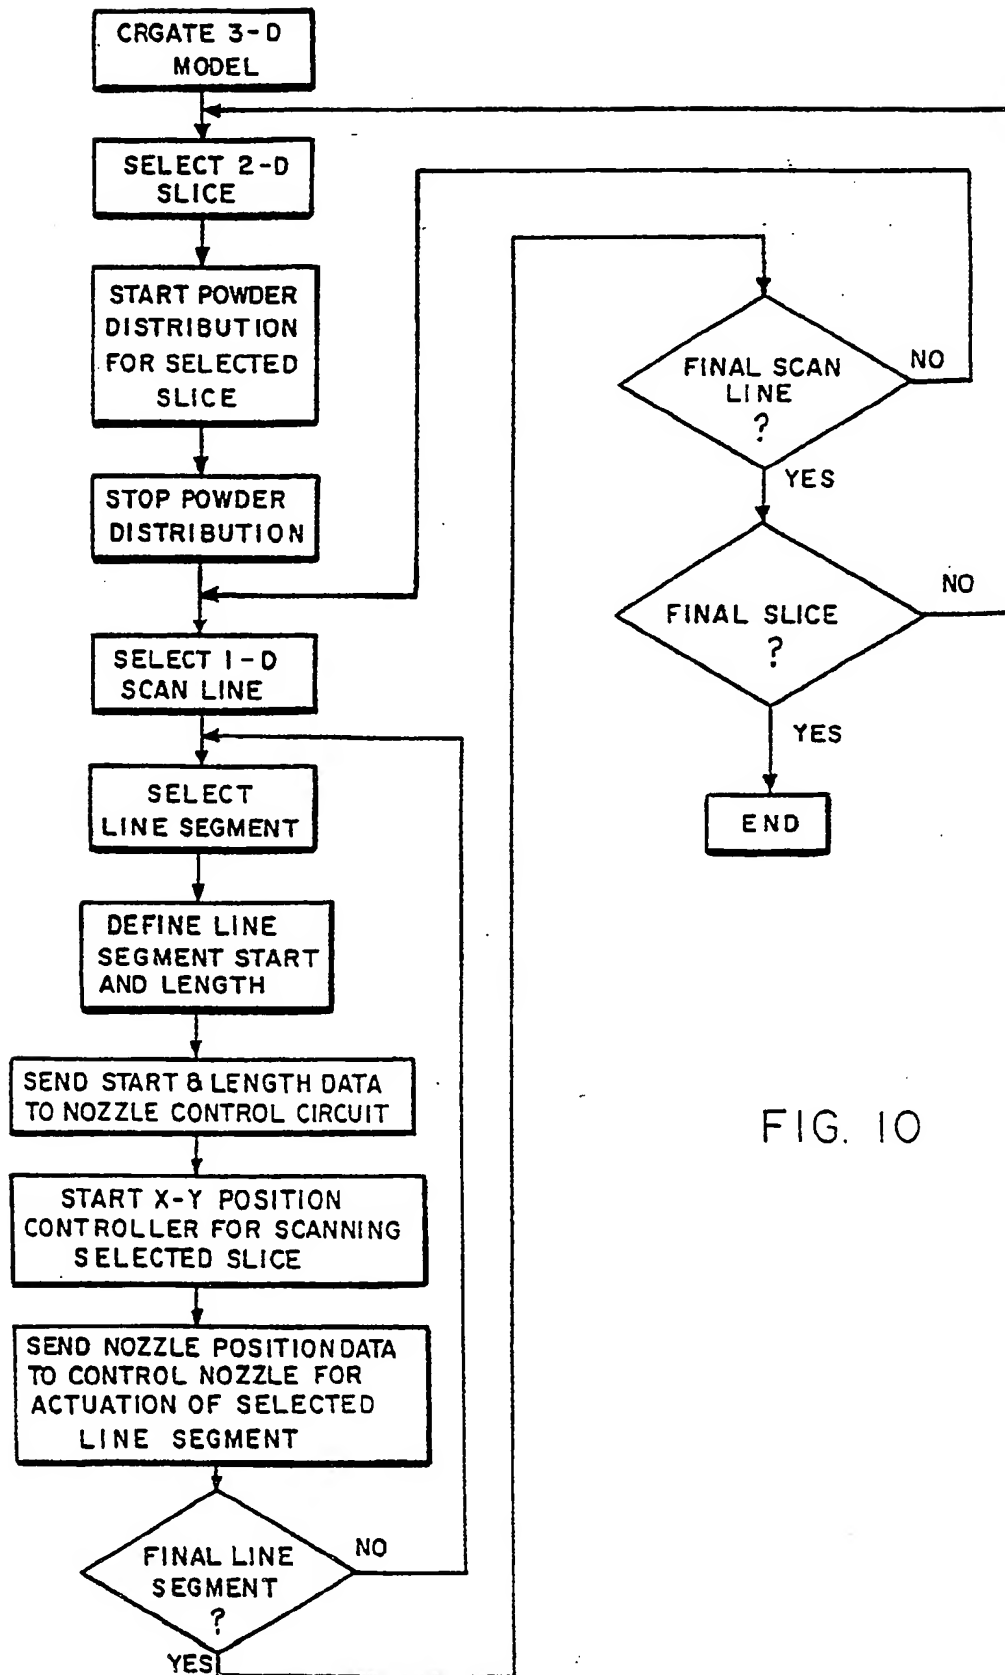 CRGATE 3-D
MODEL
SELECT 2-D
SLICE
START POWDER
DISTRIBUTION
FOR SELECTED
SLICE
STOP POWDER
DISTRIBUTION
SELECT 1-D
SCAN LINE
SELECT
LINE SEGMENT
DEFINE LINE
SEGMENT START
AND LENGTH
SEND START & LENGTH DATA
TO NOZZLE CONTROL CIRCUIT
START X-Y POSITION
CONTROLLER FOR SCANNING
SELECTED SLICE
SEND NOZZLE POSITION DATA
TO CONTROL NOZZLE FOR
ACTUATION OF SELECTED
LINE SEGMENT
FINAL LINE
SEGMENT
?
NO
YES
FINAL SCAN
LINE
?
NO
YES
FINAL SLICE
?
NO
YES
END
FIG. 10